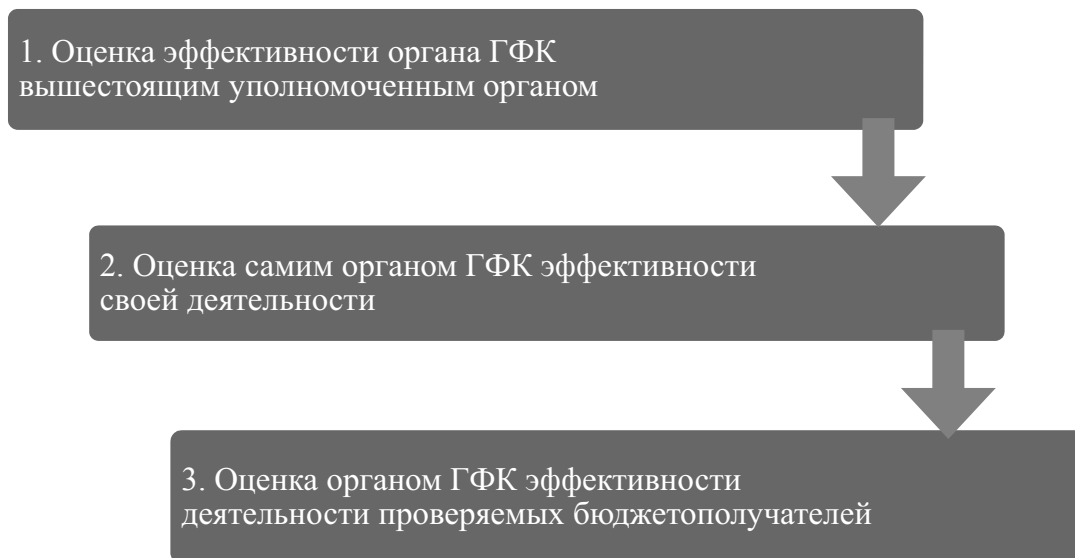 1. Оценка эффективности органа ГФК
вышестоящим уполномоченным органом
2. Оценка самим органом ГФК эффективности
своей деятельности
3. Оценка органом ГФК эффективности
деятельности проверяемых бюджетополучателей